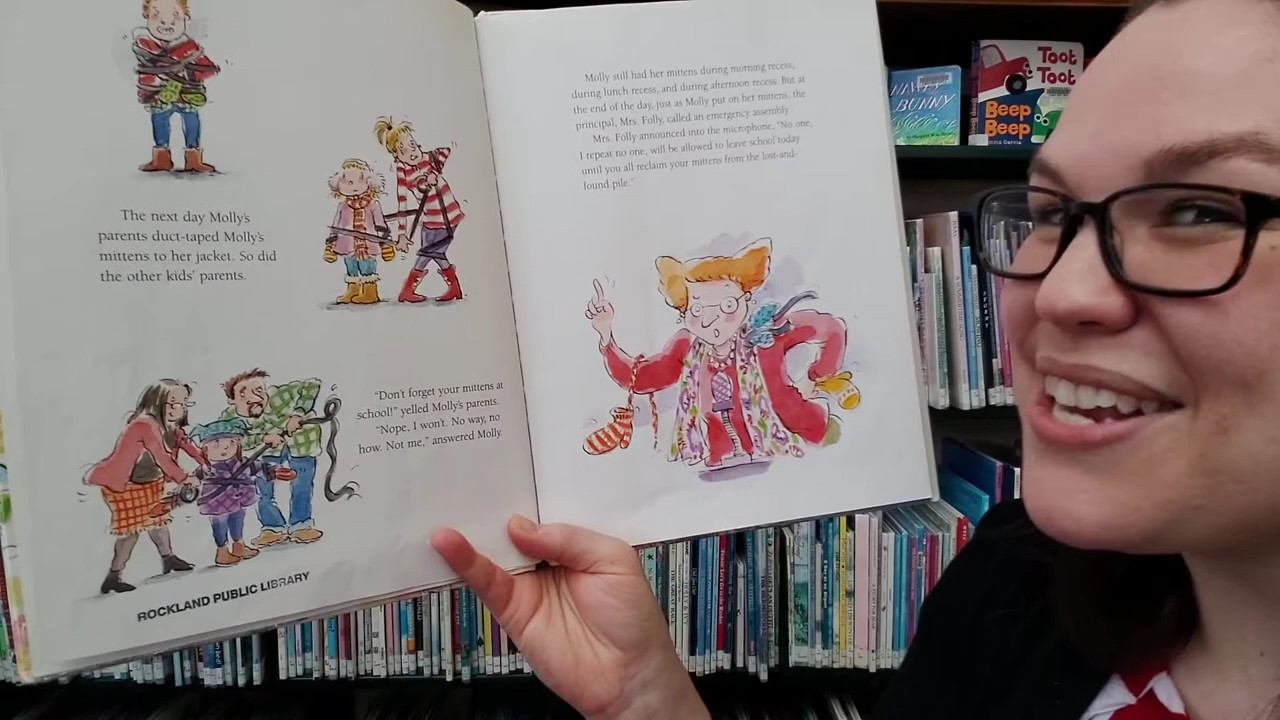 The next day Molly's
parents duct-taped Molly's
mittens to her jacket. So did
the other kids' parents.
"Don't forget your mittens at
school!" yelled Molly's parents.
"Nope, I won't. No way, no
how. Not me," answered Molly.
ROCKLAND PUBLIC LIBRARY
Molly still had her mittens during morning recess,
during lunch recess, and during afternoon recess. But at
the end of the day, just as Molly put on her mittens, the
principal, Mrs. Folly, called an emergency assembly.
Mrs. Folly announced into the microphone, "No one,
I repeat no one, will be allowed to leave school today
until you all reclaim your mittens from the lost-and-
found pile."
BUNNY
Toot
Toot
Beep
Beep